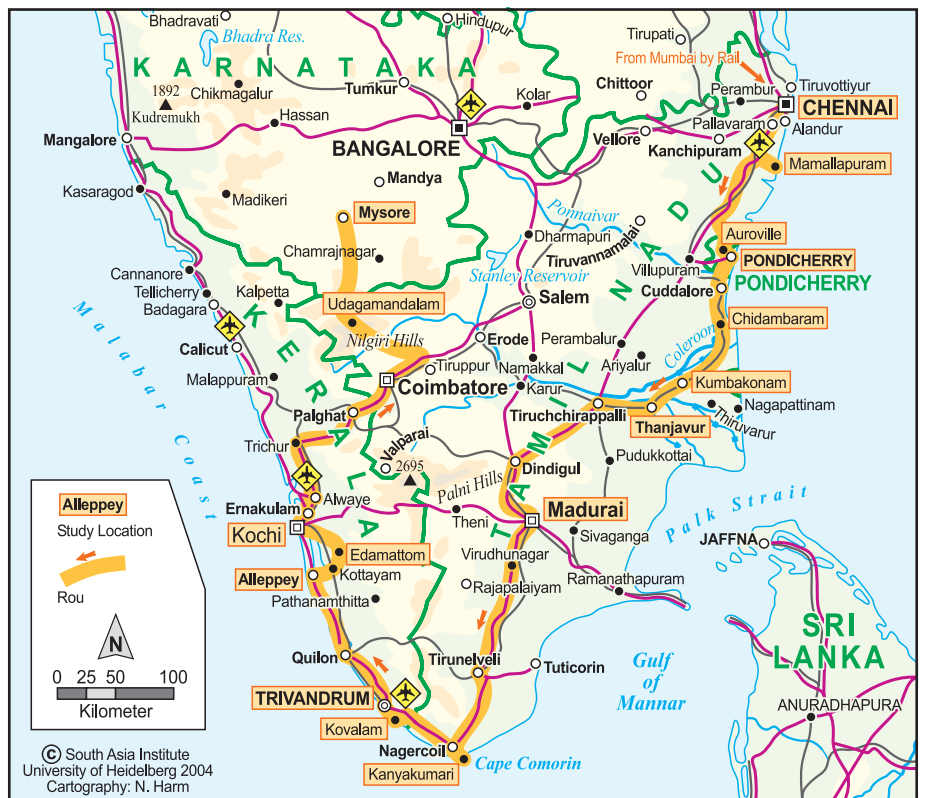 Bhadravati
Bhadra Res.
Hindupur
Tirupati
From Mumbai by Rail
KARNATAKA
Chikmagalur
Tumkur
Chittoor
Perambur
Tiruvottiyur
1892
Kudremukh
Kolar
CHENNAI
Hassan
Pallavaram
Alandur
Mangalore
BANGALORE
Vellore
Kanchipuram
Mamallapuram
Kasaragod
Madikeri
Mandya
Mysore
Ponnaivar
TAMIL NADU
Chamrajnagar
Dharmapuri
Tiruvannamalai
Auroville
Villupuram
PONDICHERRY
Cannanore
Stanley Reservoir
PONDICHERRY
Tellicherry
Kalpetta
Udagamandalam
Salem
Cuddalore
Badagara
Chidambaram
Malabar Coast
KERALA
Nilgiri Hills
Erode
Perambalur
Coleroon
Calicut
Tiruppur
Namakkal
Ariyalur
Malappuram
Coimbatore
Karur
Kumbakonam
Palghat
Tiruchchirappalli
Nagapattinam
Thanjavur
Thiruvarur
Trichur
Valparai
2695
Dindigul
Pudukkottai
Palni Hills
Alwaye
Ernakulam
Theni
Madurai
Palk Strait
Kochi
Sivaganga
JAFFNA
Edamattom
Virudhunagar
Alleppey
Kottayam
Rajapalaiyam
Ramanathapuram
Pathanamthitta
SRI
LANKA
Quilon
Tirunelveli
Tuticorin
Gulf
of
Mannar
TRIVANDRUM
ANURADHAPURA
Kovalam
Nagercoil
Kanyakumari
Cape Comorin
Alleppey
Study Location
Rou
N
0 25 50 100
Kilometer
© South Asia Institute
University of Heidelberg 2004
Cartography: N. Harm